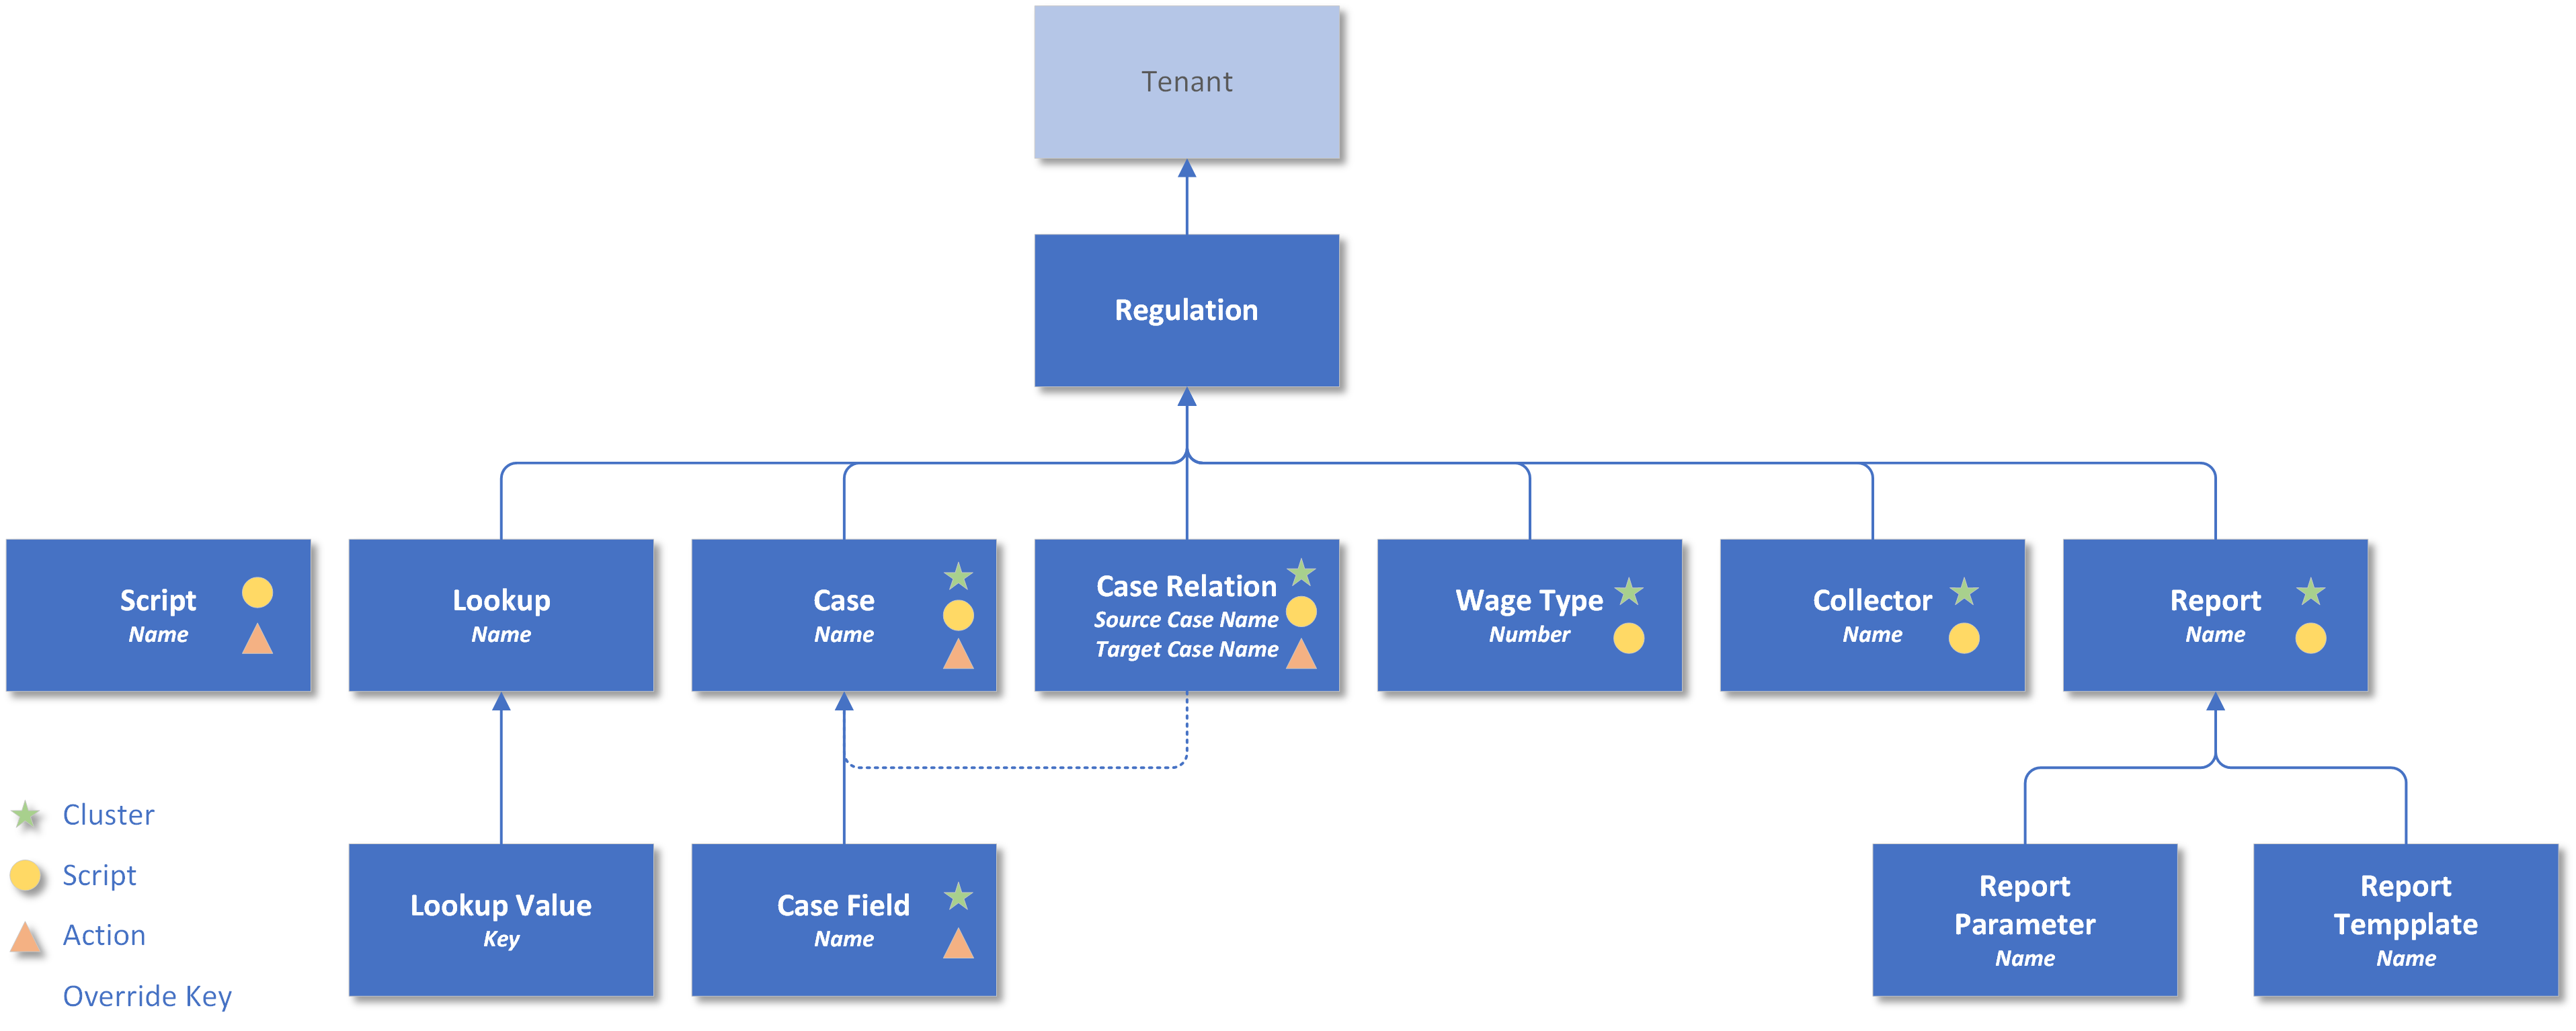 Tenant
Regulation
Script
Name
Lookup
Name
Case
Name
Case Relation
Source Case Name
Target Case Name
Wage Type
Number
Collector
Name
Report
Name
Cluster
Script
Action
Override Key
Lookup Value
Key
Case Field
Name
Report
Parameter
Name
Report
Tempplate
Name